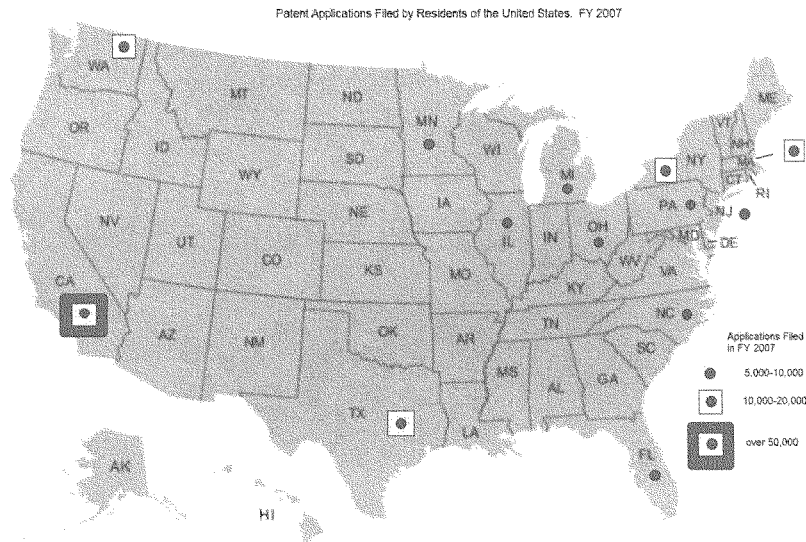 Patent Applications Filed by Residents of the United States. FY 2007
WA
MT
ND
MN
ME
OR
ID
SD
WI
MI
NY
VT
NH
MA
CT
RI
WY
IA
PA
NJ
NV
UT
NE
IL
IN
OH
MD
DE
CA
CO
KS
MO
WV
VA
KY
AZ
NM
OK
AR
TN
NC
SC
MS
AL
GA
TX
LA
FL
AK
HI
Applications Filed
in FY 2007
5,000-10,000
10,000-20,000
over 50,000